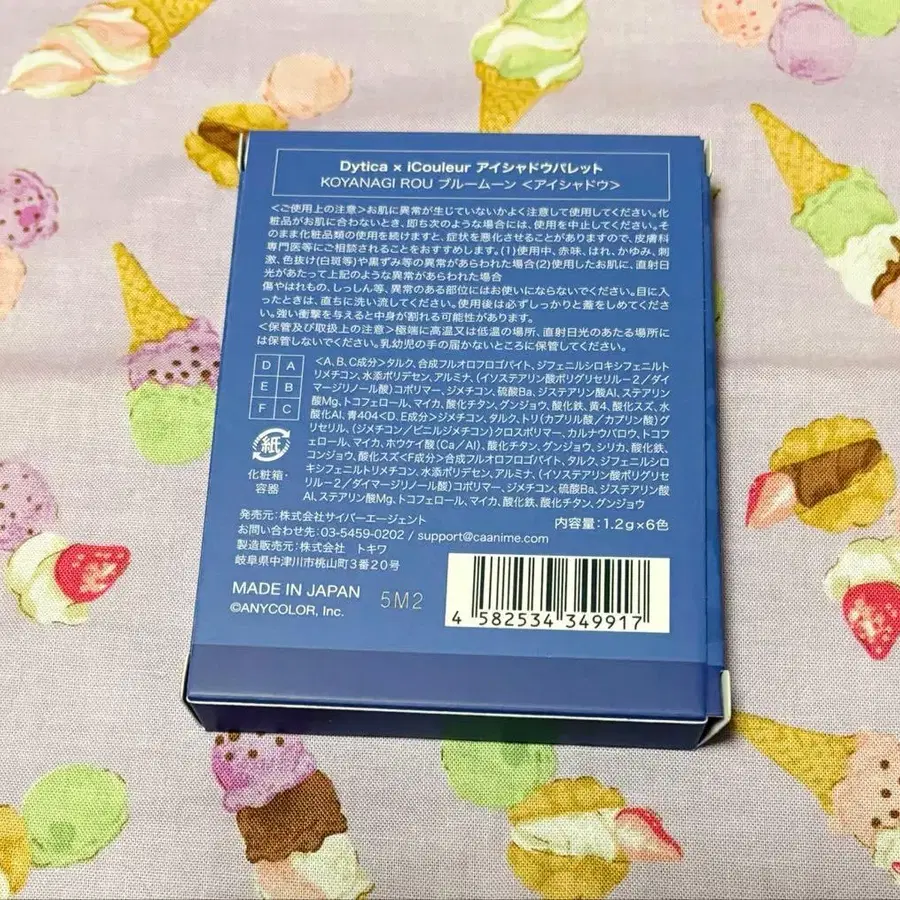 Dytica × iCouleur アイシャドウパレット
KOYANAGI ROU ブルームーン <アイシャドウ>
<ご使用上の注意>お肌に異常が生じていないかよく注意して使用してください。化
粧品がお肌に合わないとき、即ち次のような場合には、使用を中止してください。そ
のまま化粧品類の使用を続けますと、症状を悪化させることがありますので、皮膚科
専門医等にご相談されることをおすすめします。(1)使用中、赤味、はれ、かゆみ、刺
激、色抜け(白斑等)や黒ずみ等の異常があらわれた場合(2)使用したお肌に、直射日
光があたって上記のような異常があらわれた場合
傷やはれもの、しっしん等、異常のある部位にはお使いにならないでください。目に入
ったときは、直ちに洗い流してください。使用後は必ずしっかりと蓋をしめてくださ
い。強い衝撃を与えると中身が割れる可能性があります。
<保管及び取扱上の注意>極端に高温又は低温の場所、直射日光のあたる場所に
は保管しないでください。乳幼児の手の届かないところに保管してください。
D A
E B
F C
<A、B、C成分>タルク、合成フルオロフロゴパイト、ジフェニルシロキシフェニルト
リメチコン、水添ポリデセン、アルミナ、(イソステアリン酸ポリグリセリル-2/ダイ
マージリノール酸)コポリマー、ジメチコン、硫酸Ba、ジステアリン酸Al、ステアリン
酸Mg、トコフェロール、マイカ、酸化チタン、グンジョウ、酸化鉄、黄4、酸化スズ、水
酸化Al、青404<D、E成分>ジメチコン、タルク、トリ(カプリル酸/カプリン酸)グ
リセリル、(ジメチコン/ビニルジメチコン)クロスポリマー、カルナウバロウ、トコフ
ェロール、マイカ、ホウケイ酸(Ca/Al)、酸化チタン、グンジョウ、シリカ、酸化鉄、
コンジョウ、酸化スズ<F成分>合成フルオロフロゴパイト、タルク、ジフェニルシロ
キシフェニルトリメチコン、水添ポリデセン、アルミナ、(イソステアリン酸ポリグリセ
リル-2/ダイマージリノール酸)コポリマー、ジメチコン、硫酸Ba、ジステアリン酸
Al、ステアリン酸Mg、トコフェロール、マイカ、酸化鉄、酸化チタン、グンジョウ
紙
化粧箱・
容器
発売元:株式会社サイバーエージェント
内容量:1.2g×6色
お問い合わせ先:03-5459-0202 / support@caanime.com
製造販売元:株式会社 トキワ
岐阜県中津川市桃山町3番20号
MADE IN JAPAN
5M2
©ANYCOLOR, Inc.
4 582534 349917